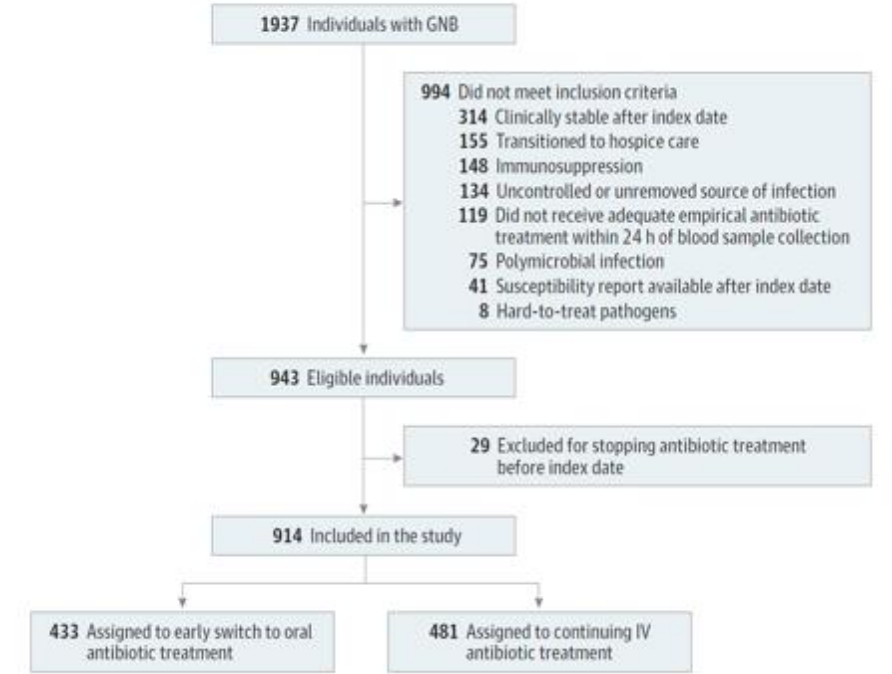 1937 Individuals with GNB
994 Did not meet inclusion criteria
314 Clinically stable after index date
155 Transitioned to hospice care
148 Immunosuppression
134 Uncontrolled or unremoved source of infection
119 Did not receive adequate empirical antibiotic
treatment within 24 h of blood sample collection
75 Polymicrobial infection
41 Susceptibility report available after index date
8 Hard-to-treat pathogens
943 Eligible individuals
29 Excluded for stopping antibiotic treatment
before index date
914 Included in the study
433 Assigned to early switch to oral
antibiotic treatment
481 Assigned to continuing IV
antibiotic treatment